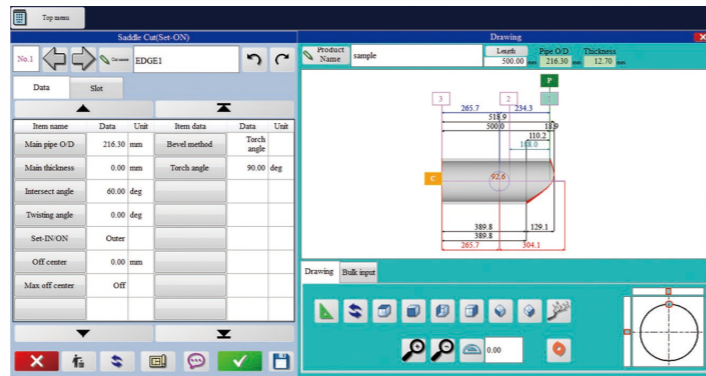 Top menu
Saddle Cut(Set-ON)
Drawing
No.1
EDGE1
Product Name
sample
Length
500.00 mm
Pipe O/D
216.30 mm
Thickness
12.70 mm
Data
Slot
Item name Data Unit Item data Data Unit
Main pipe O/D 216.30 mm Bevel method Torch angle
Main thickness 0.00 mm Torch angle 90.00 deg
Intersect angle 60.00 deg
Twisting angle 0.00 deg
Set-IN/ON Outer
Off center 0.00 mm
Max off center Off
P
3
2
265.7
234.3
518.9
500.0
110.2
C
92.6
389.8
129.1
389.8
265.7
304.1
Drawing
Bulk input
0.00